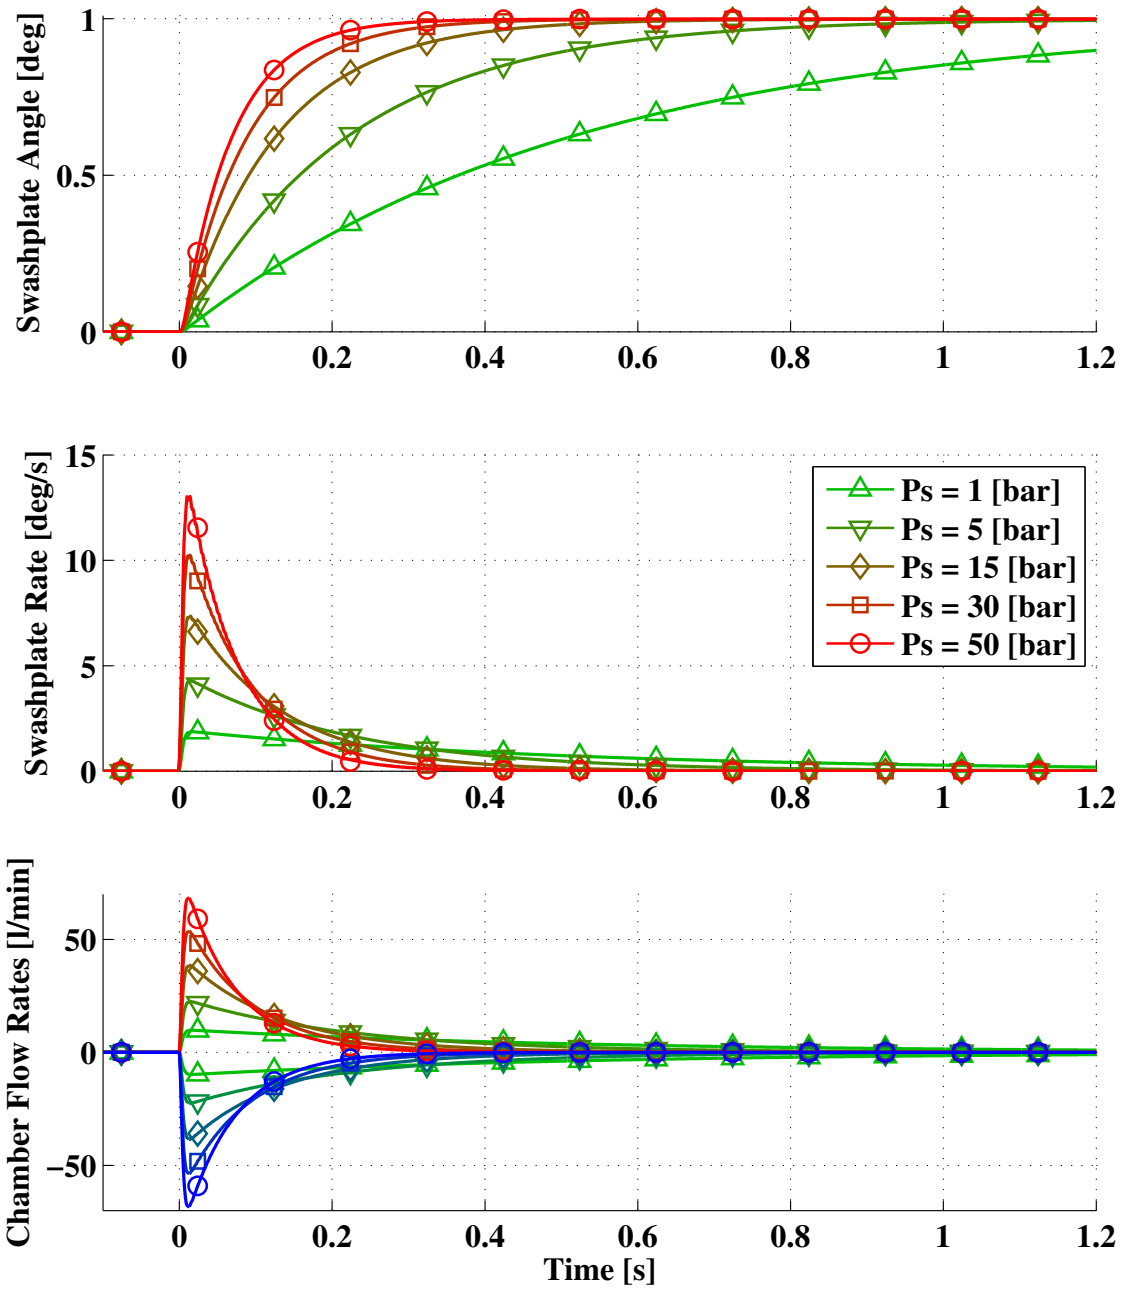 Swashplate Angle [deg]
1
0.5
0
0 0.2 0.4 0.6 0.8 1 1.2
Swashplate Rate [deg/s]
15
10
5
0
Ps = 1 [bar]
Ps = 5 [bar]
Ps = 15 [bar]
Ps = 30 [bar]
Ps = 50 [bar]
0 0.2 0.4 0.6 0.8 1 1.2
Chamber Flow Rates [l/min]
50
0
−50
0 0.2 0.4 0.6 0.8 1 1.2
Time [s]